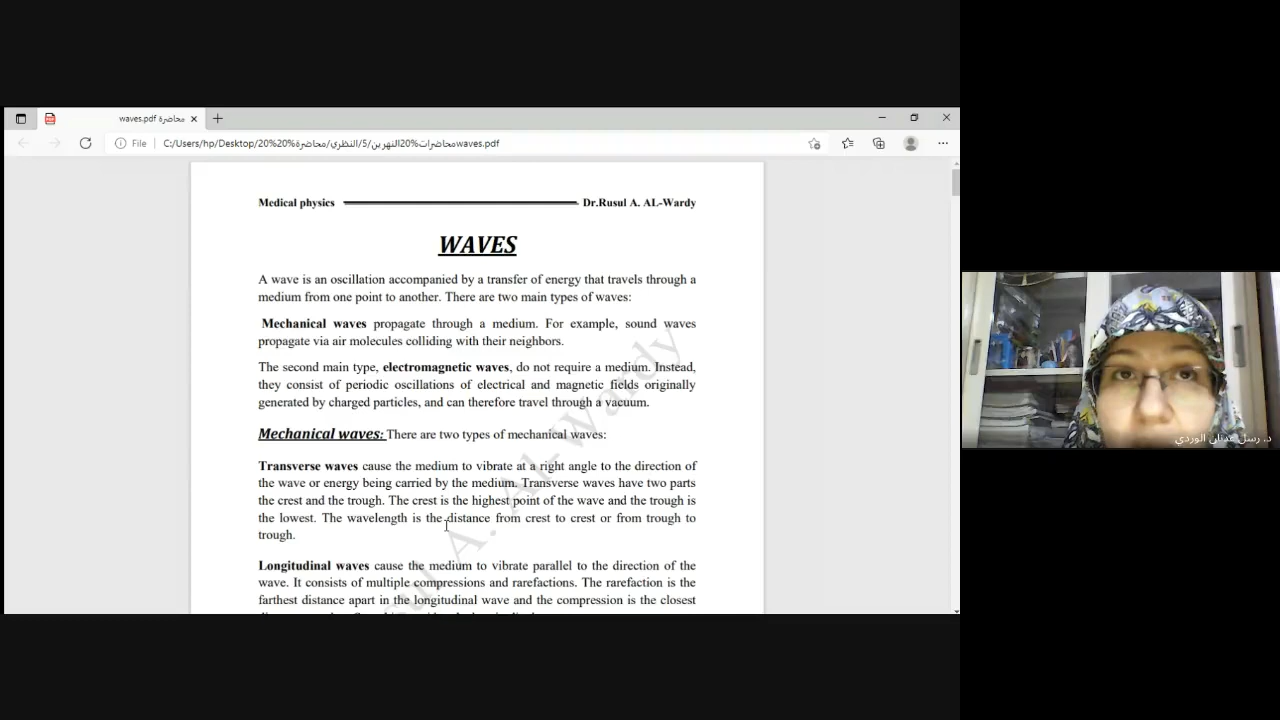 محاضرة waves.pdf
File
C:/Users/hp/Desktop/20%20%محاضرات%20النهرين/5/النظري/محاضرةwaves.pdf
Medical physics Dr.Rusul A. AL-Wardy
WAVES
A wave is an oscillation accompanied by a transfer of energy that travels through a
medium from one point to another. There are two main types of waves:
Mechanical waves propagate through a medium. For example, sound waves
propagate via air molecules colliding with their neighbors.
The second main type, electromagnetic waves, do not require a medium. Instead,
they consist of periodic oscillations of electrical and magnetic fields originally
generated by charged particles, and can therefore travel through a vacuum.
Mechanical waves: There are two types of mechanical waves:
Transverse waves cause the medium to vibrate at a right angle to the direction of
the wave or energy being carried by the medium. Transverse waves have two parts
the crest and the trough. The crest is the highest point of the wave and the trough is
the lowest. The wavelength is the distance from crest to crest or from trough to
trough.
Longitudinal waves cause the medium to vibrate parallel to the direction of the
wave. It consists of multiple compressions and rarefactions. The rarefaction is the
farthest distance apart in the longitudinal wave and the compression is the closest
A. Al-Wardy
د. رسل عدنان الوردي